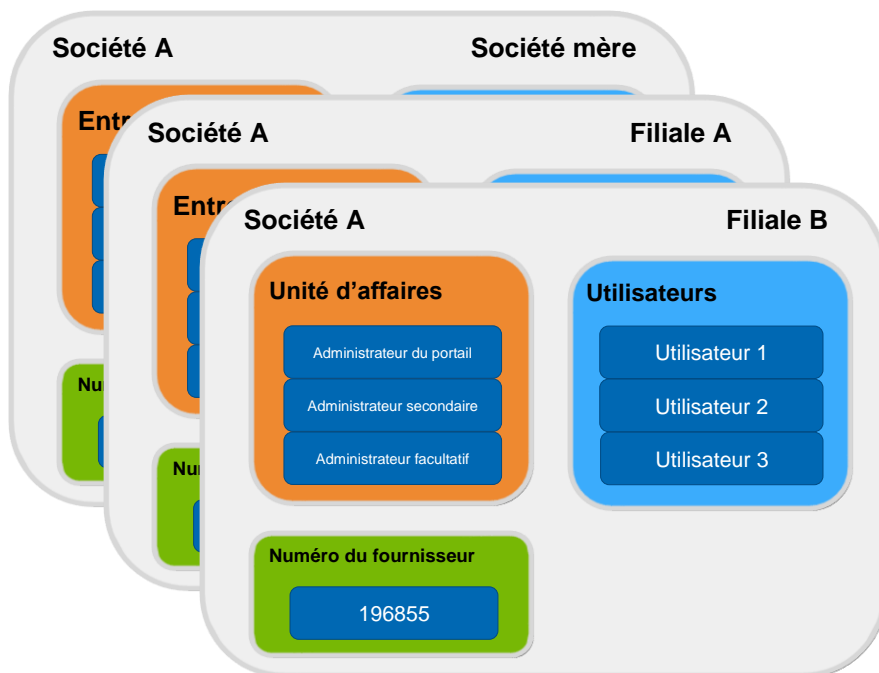 Société A
Société mère
Société A
Filiale A
Société A
Filiale B
Unité d’affaires
Administrateur du portail
Administrateur secondaire
Administrateur facultatif
Utilisateurs
Utilisateur 1
Utilisateur 2
Utilisateur 3
Numéro du fournisseur
196855